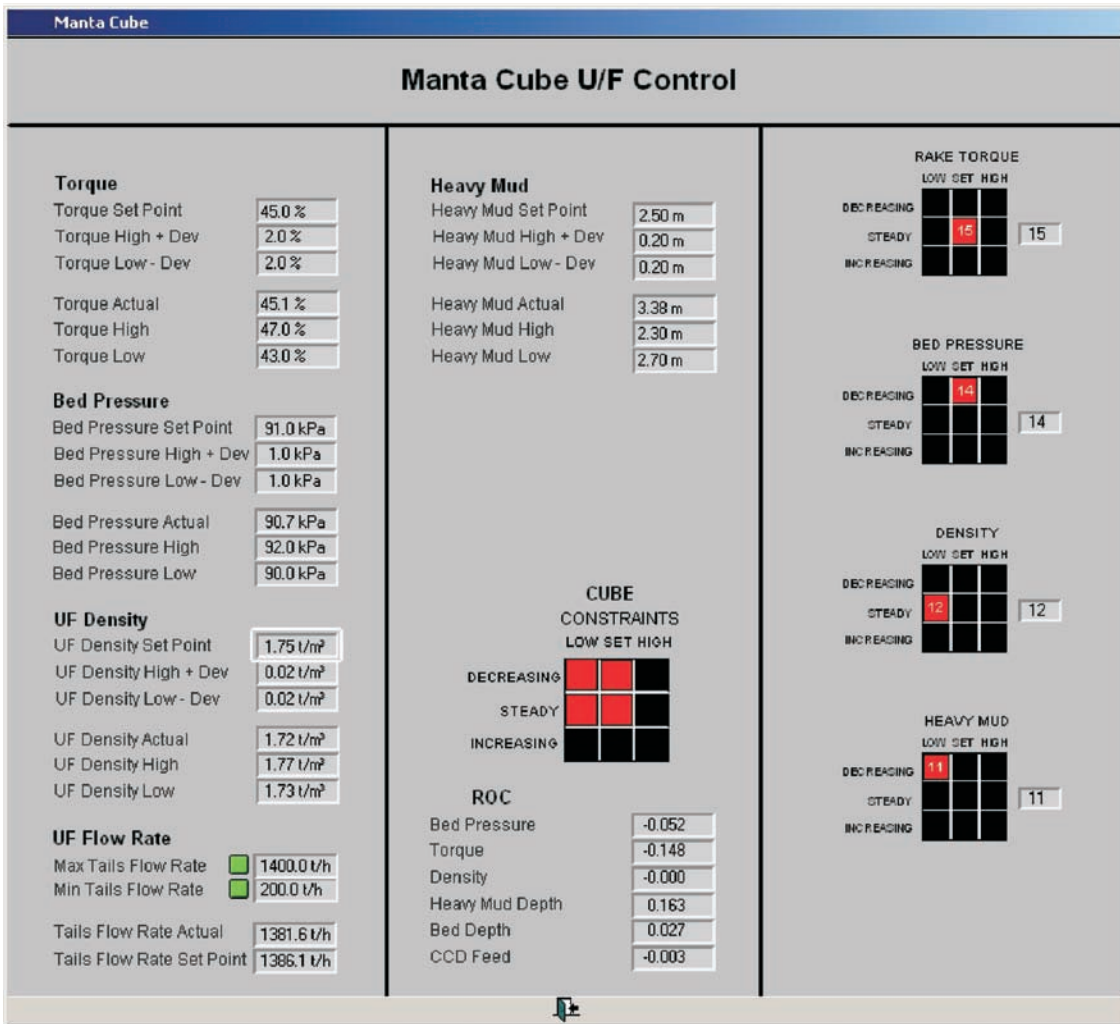 Manta Cube
Manta Cube U/F Control
Torque
Torque Set Point 45.0 %
Torque High + Dev 2.0 %
Torque Low - Dev 2.0 %
Torque Actual 45.1 %
Torque High 47.0 %
Torque Low 43.0 %
Bed Pressure
Bed Pressure Set Point 91.0 kPa
Bed Pressure High + Dev 1.0 kPa
Bed Pressure Low - Dev 1.0 kPa
Bed Pressure Actual 90.7 kPa
Bed Pressure High 92.0 kPa
Bed Pressure Low 90.0 kPa
UF Density
UF Density Set Point 1.75 t/m³
UF Density High + Dev 0.02 t/m³
UF Density Low - Dev 0.02 t/m³
UF Density Actual 1.72 t/m³
UF Density High 1.77 t/m³
UF Density Low 1.73 t/m³
UF Flow Rate
Max Tails Flow Rate 1400.0 t/h
Min Tails Flow Rate 200.0 t/h
Tails Flow Rate Actual 1381.6 t/h
Tails Flow Rate Set Point 1386.1 t/h
Heavy Mud
Heavy Mud Set Point 2.50 m
Heavy Mud High + Dev 0.20 m
Heavy Mud Low - Dev 0.20 m
Heavy Mud Actual 3.38 m
Heavy Mud High 2.30 m
Heavy Mud Low 2.70 m
CUBE
CONSTRAINTS
LOW SET HIGH
DECREASING
STEADY
INCREASING
ROC
Bed Pressure -0.052
Torque -0.148
Density -0.000
Heavy Mud Depth 0.163
Bed Depth 0.027
CCD Feed -0.003
RAKE TORQUE
LOW SET HIGH
DECREASING
STEADY 15 15
INCREASING
BED PRESSURE
LOW SET HIGH
DECREASING 14
STEADY 14
INCREASING
DENSITY
LOW SET HIGH
DECREASING
STEADY 12 12
INCREASING
HEAVY MUD
LOW SET HIGH
DECREASING 11
STEADY 11
INCREASING